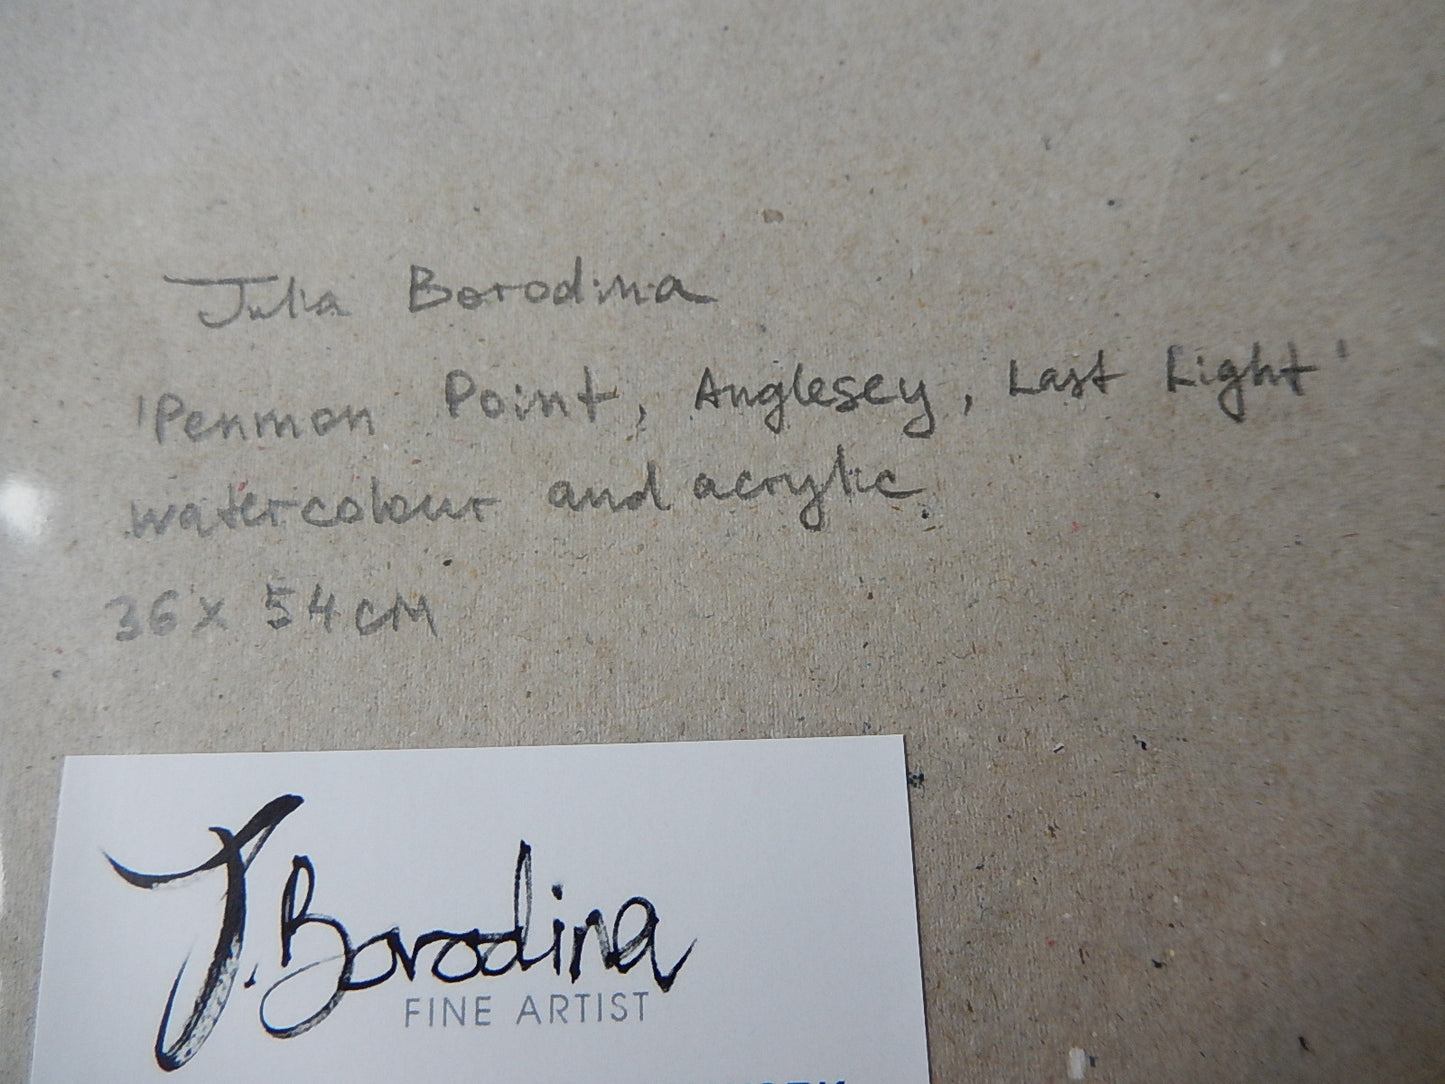 Julia Borodina
'Penmon Point, Anglesey, Last Light'
watercolour and acrylic.
36 x 54 cm
J. Borodina
FINE ARTIST